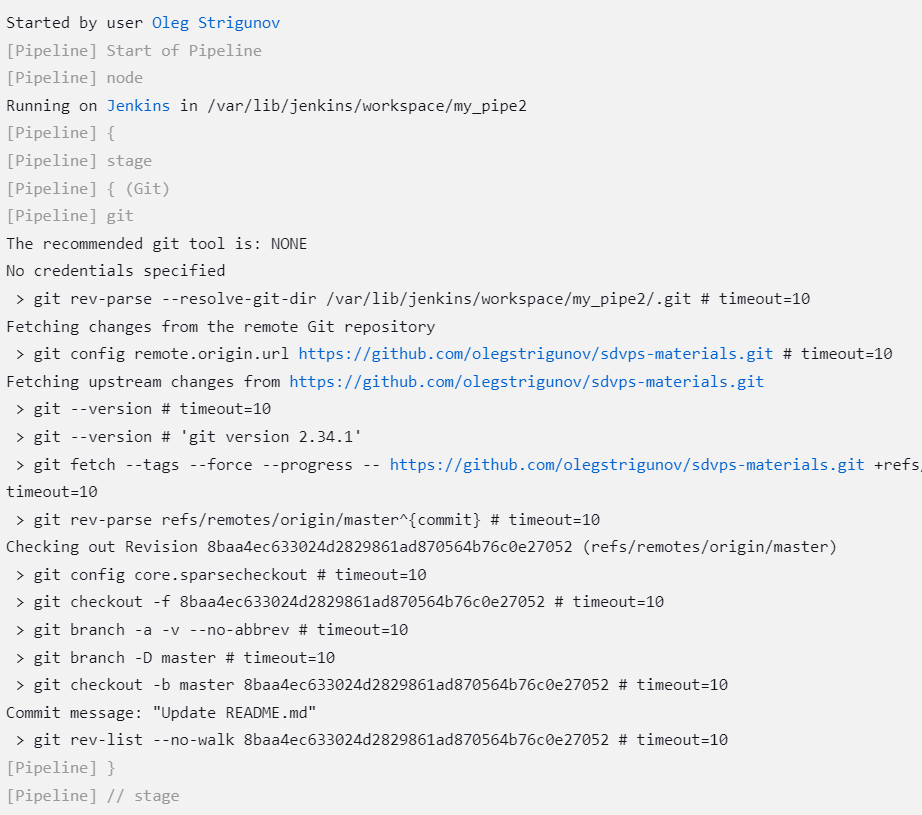 Started by user Oleg Strigunov
[Pipeline] Start of Pipeline
[Pipeline] node
Running on Jenkins in /var/lib/jenkins/workspace/my_pipe2
[Pipeline] {
[Pipeline] stage
[Pipeline] { (Git)
[Pipeline] git
The recommended git tool is: NONE
No credentials specified
 > git rev-parse --resolve-git-dir /var/lib/jenkins/workspace/my_pipe2/.git # timeout=10
Fetching changes from the remote Git repository
 > git config remote.origin.url https://github.com/olegstrigunov/sdvps-materials.git # timeout=10
Fetching upstream changes from https://github.com/olegstrigunov/sdvps-materials.git
 > git --version # timeout=10
 > git --version # 'git version 2.34.1'
 > git fetch --tags --force --progress -- https://github.com/olegstrigunov/sdvps-materials.git +refs/
timeout=10
 > git rev-parse refs/remotes/origin/master^{commit} # timeout=10
Checking out Revision 8baa4ec633024d2829861ad870564b76c0e27052 (refs/remotes/origin/master)
 > git config core.sparsecheckout # timeout=10
 > git checkout -f 8baa4ec633024d2829861ad870564b76c0e27052 # timeout=10
 > git branch -a -v --no-abbrev # timeout=10
 > git branch -D master # timeout=10
 > git checkout -b master 8baa4ec633024d2829861ad870564b76c0e27052 # timeout=10
Commit message: "Update README.md"
 > git rev-list --no-walk 8baa4ec633024d2829861ad870564b76c0e27052 # timeout=10
[Pipeline] }
[Pipeline] // stage